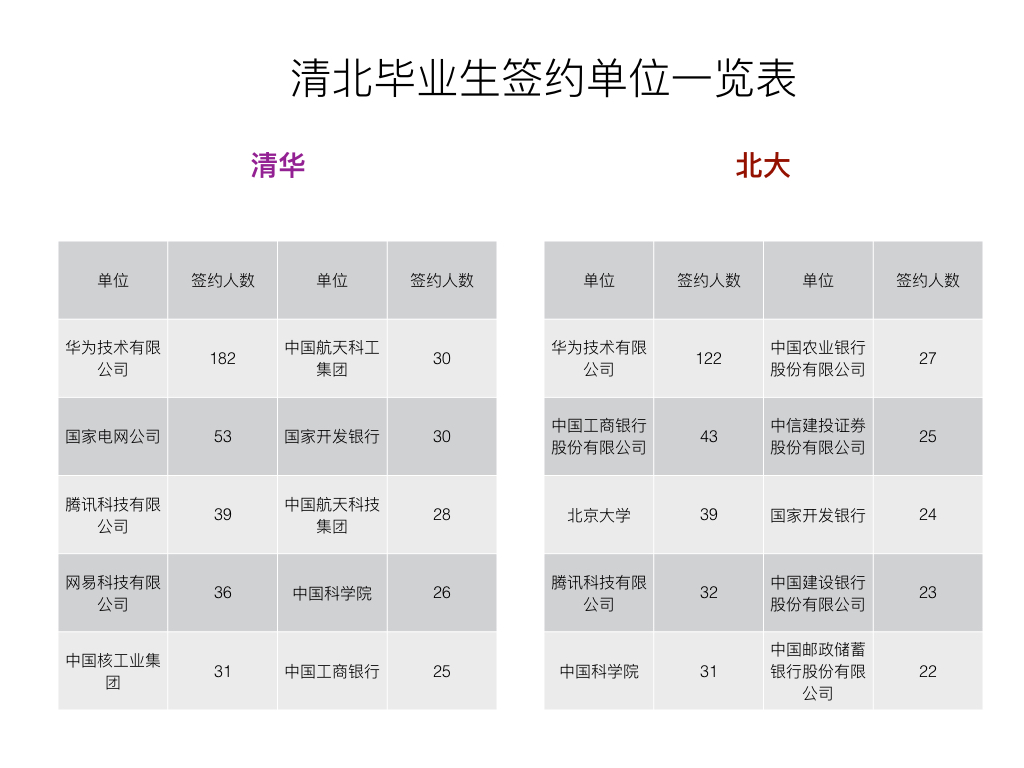 清北毕业生签约单位一览表
清华
单位 签约人数 单位 签约人数
华为技术有限
公司
182
中国航天科工
集团
30
国家电网公司 53 国家开发银行 30
腾讯科技有限
公司
39
中国航天科技
集团
28
网易科技有限
公司
36
中国科学院
26
中国核工业集
团
31
中国工商银行
25
北大
单位 签约人数 单位 签约人数
华为技术有限
公司
122
中国农业银行
股份有限公司
27
中国工商银行
股份有限公司
43
中信建投证券
股份有限公司
25
北京大学 39 国家开发银行 24
腾讯科技有限
公司
32
中国建设银行
股份有限公司
23
中国科学院
31
中国邮政储蓄
银行股份有限
公司
22